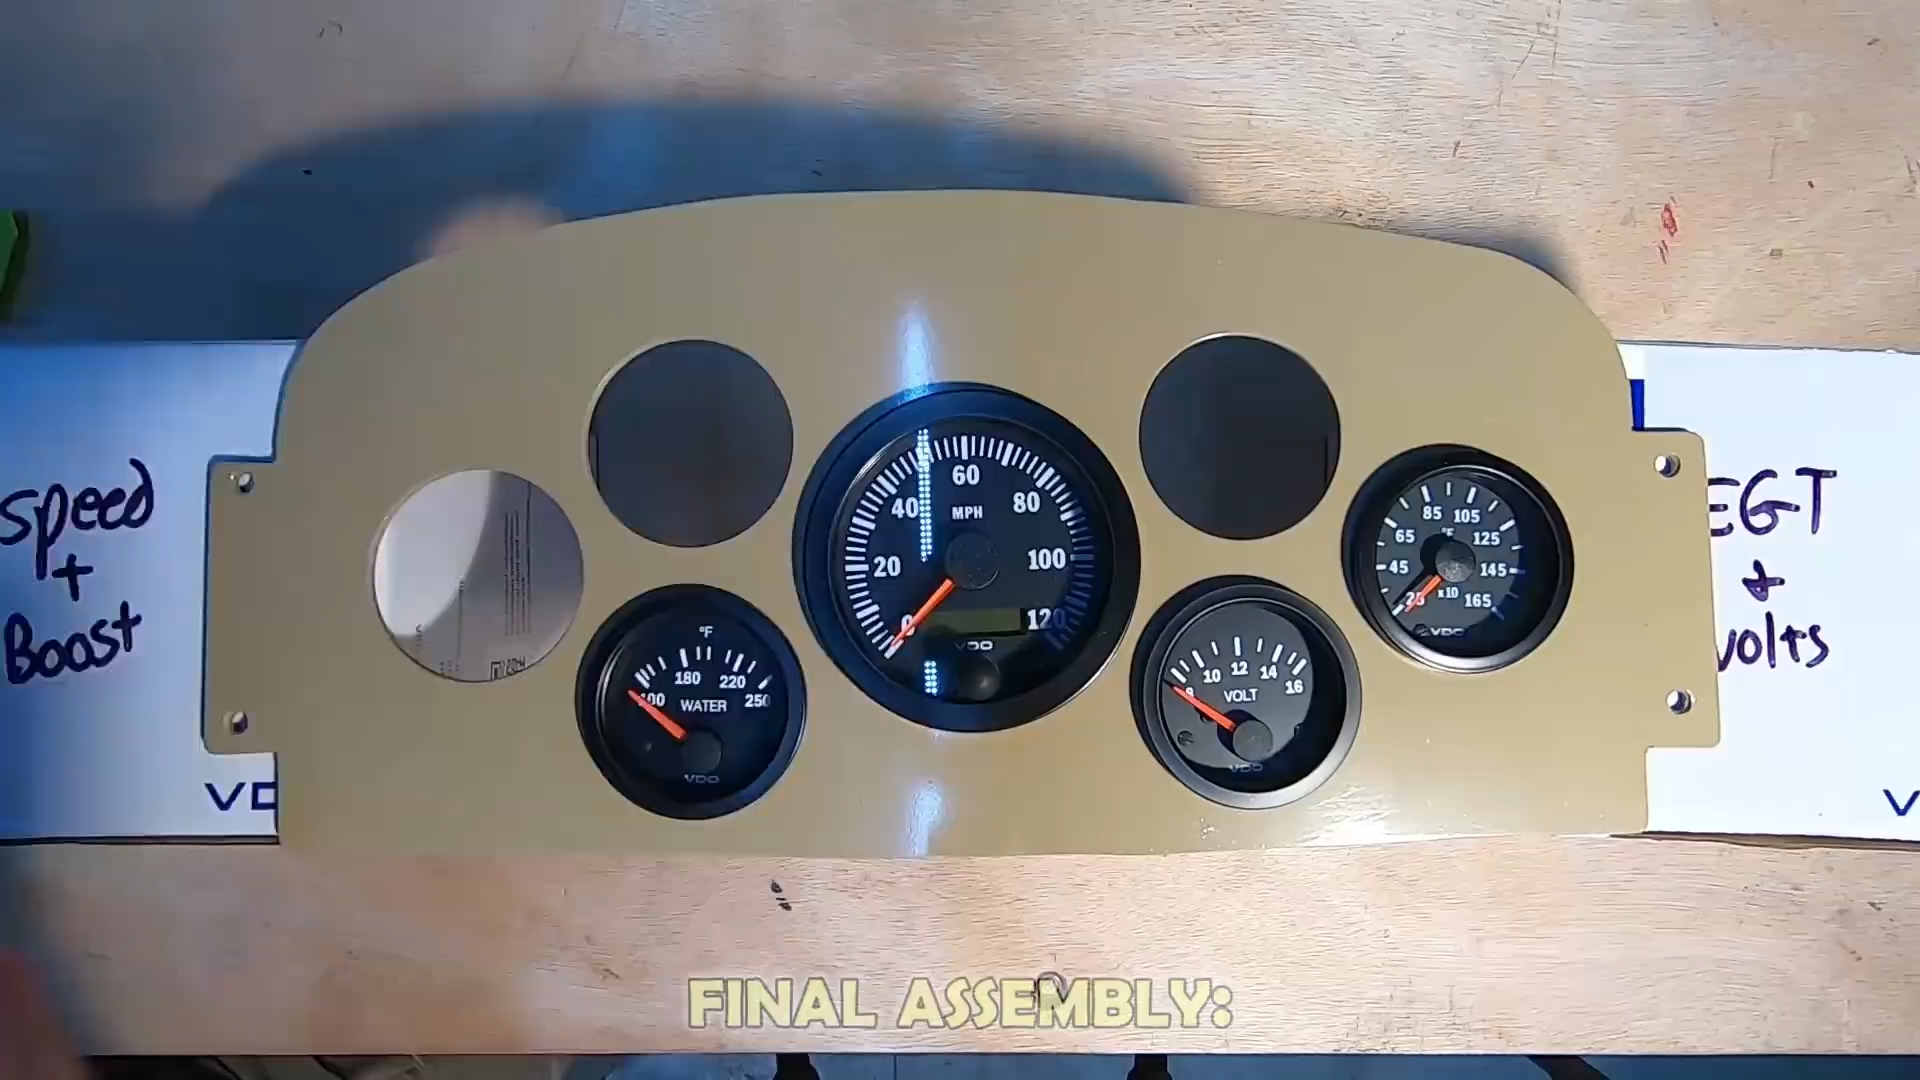 Speed
+
Boost
VD
40
60
80
MPH
20
100
0
120
VDO
°F
180
220
100
250
WATER
VDO
8
10
12
14
16
VOLT
VDO
85
105
65
°F
125
45
145
25
x10
165
VDO
EGT
+
volts
V
FINAL ASSEMBLY: